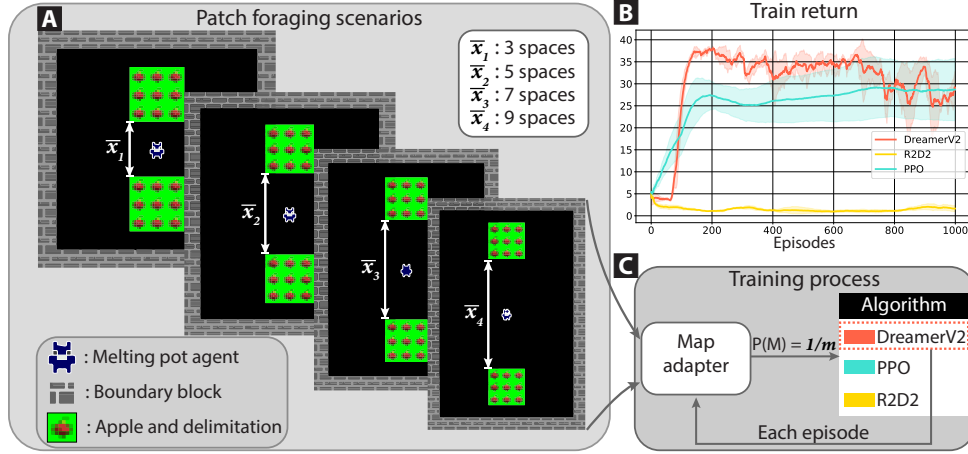 A
Patch foraging scenarios
x̅1 : 3 spaces
x̅2 : 5 spaces
x̅3 : 7 spaces
x̅4 : 9 spaces
x̅1
x̅2
x̅3
x̅4
: Melting pot agent
: Boundary block
: Apple and delimitation
B
Train return
40
35
30
25
20
15
10
5
0
DreamerV2
R2D2
PPO
0 200 400 600 800 1000
Episodes
C
Training process
Map
adapter
P(M) = 1/m
Algorithm
DreamerV2
PPO
R2D2
Each episode